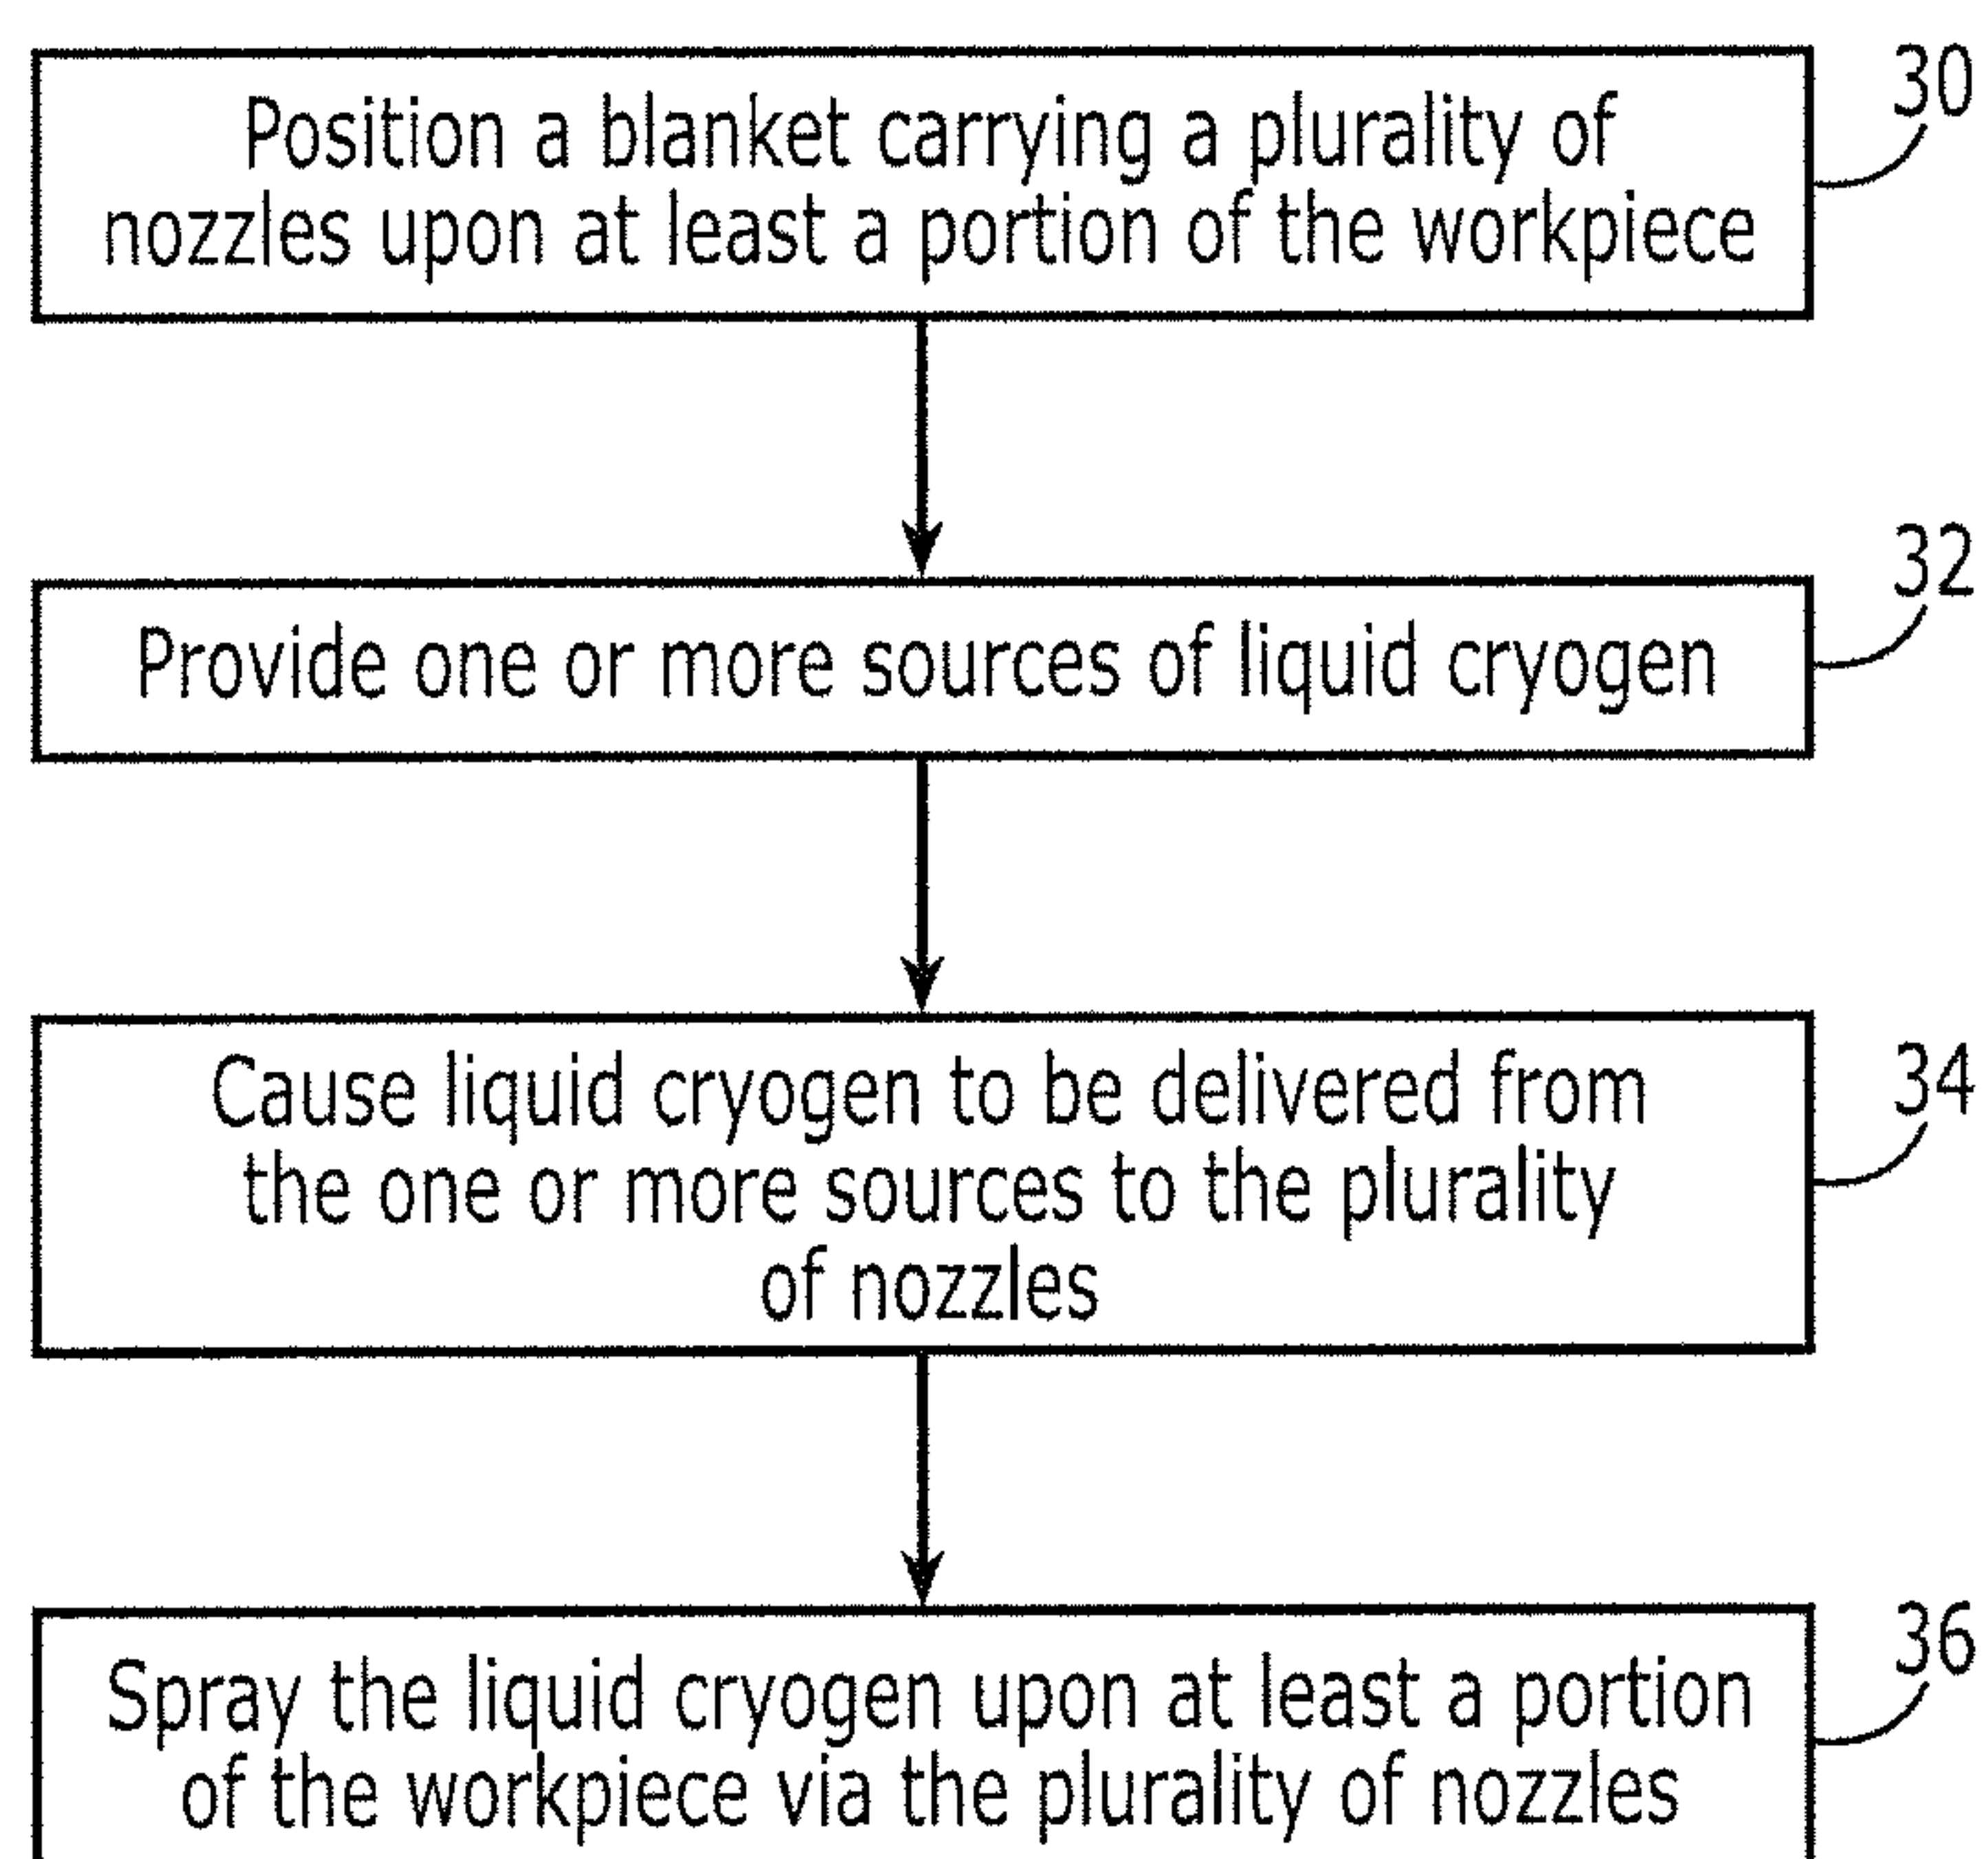 Position a blanket carrying a plurality of
nozzles upon at least a portion of the workpiece
30
Provide one or more sources of liquid cryogen
32
Cause liquid cryogen to be delivered from
the one or more sources to the plurality
of nozzles
34
Spray the liquid cryogen upon at least a portion
of the workpiece via the plurality of nozzles
36